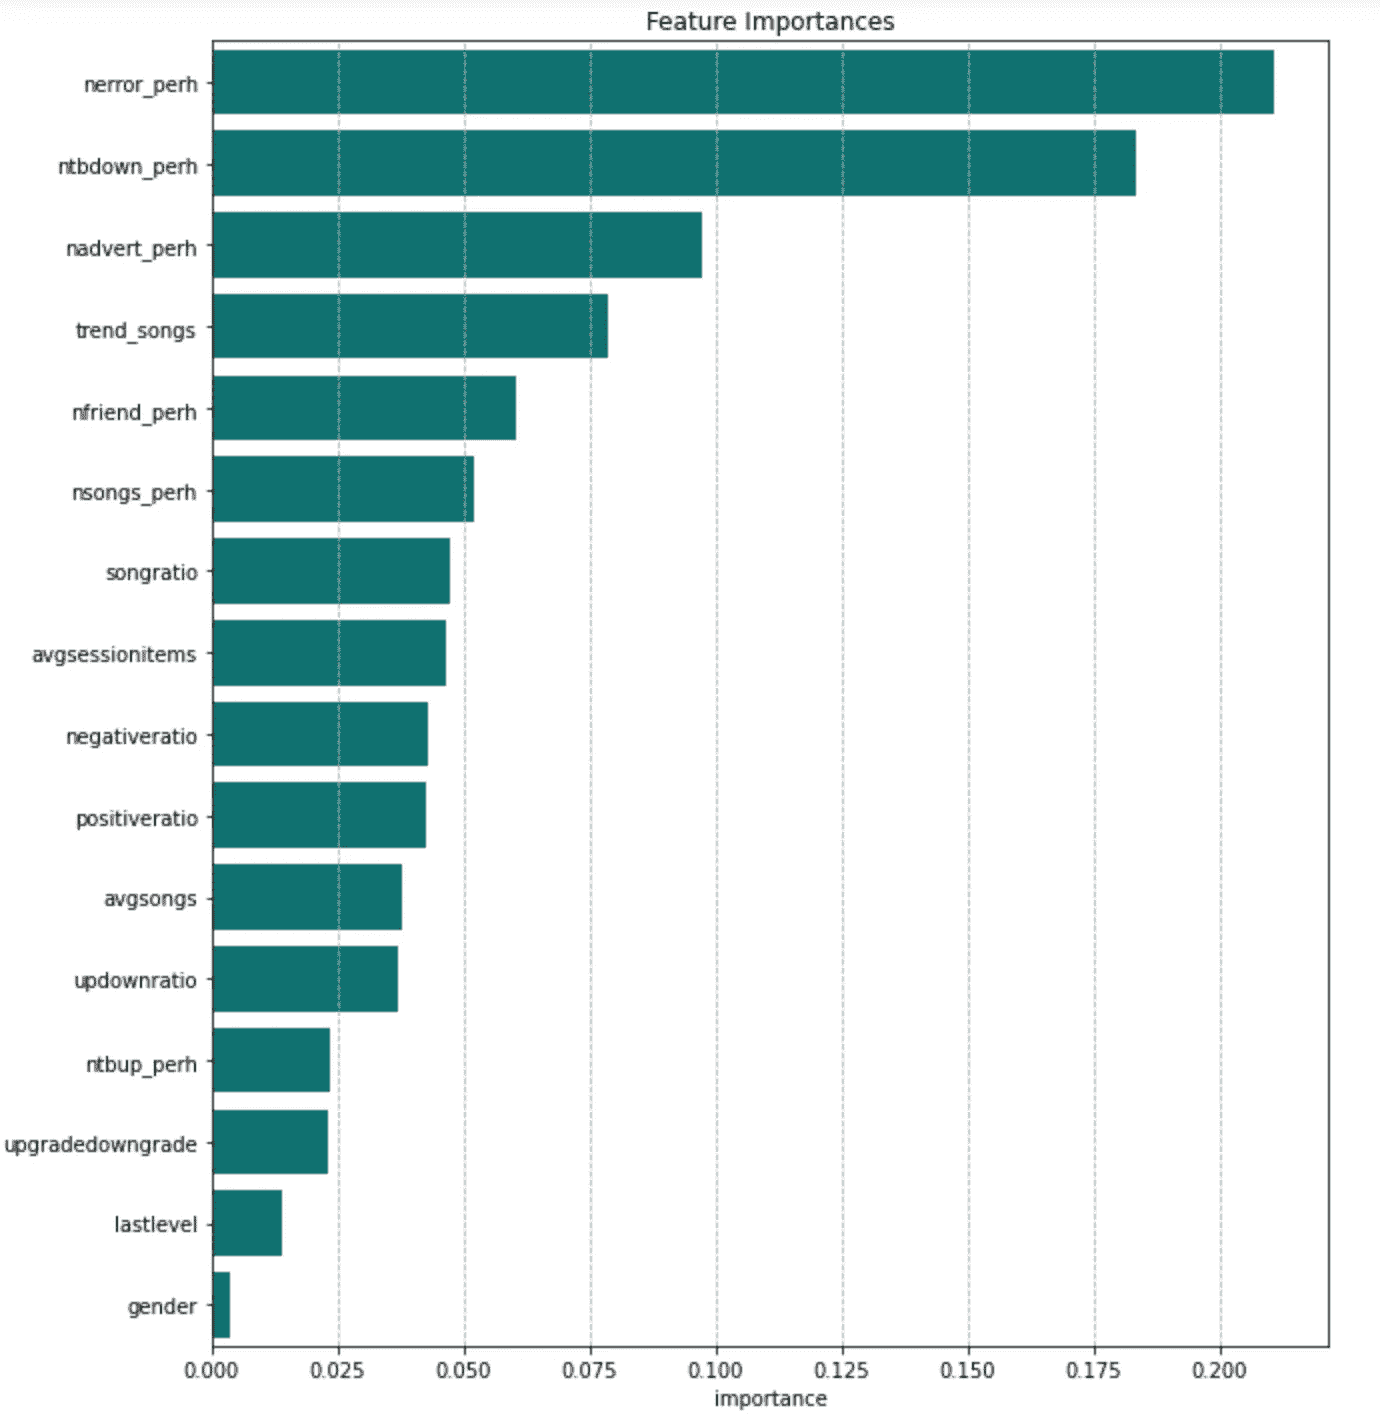 Feature Importances
nerror_perh
ntbdown_perh
nadvert_perh
trend_songs
nfriend_perh
nsongs_perh
songratio
avgsessionitems
negativeratio
positiveratio
avgsongs
updownratio
ntbup_perh
upgradedowngrade
lastlevel
gender
0.000 0.025 0.050 0.075 0.100 0.125 0.150 0.175 0.200
importance